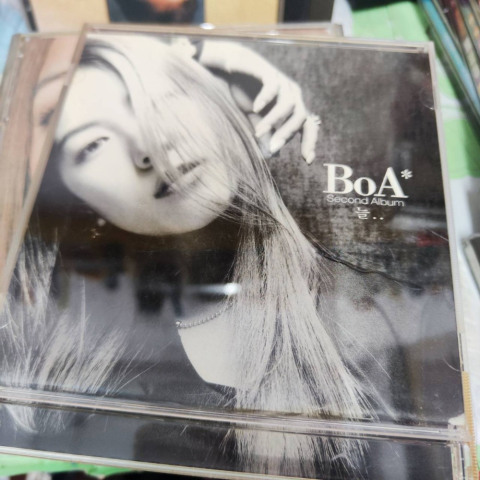 BoA*
Second Album
늘..